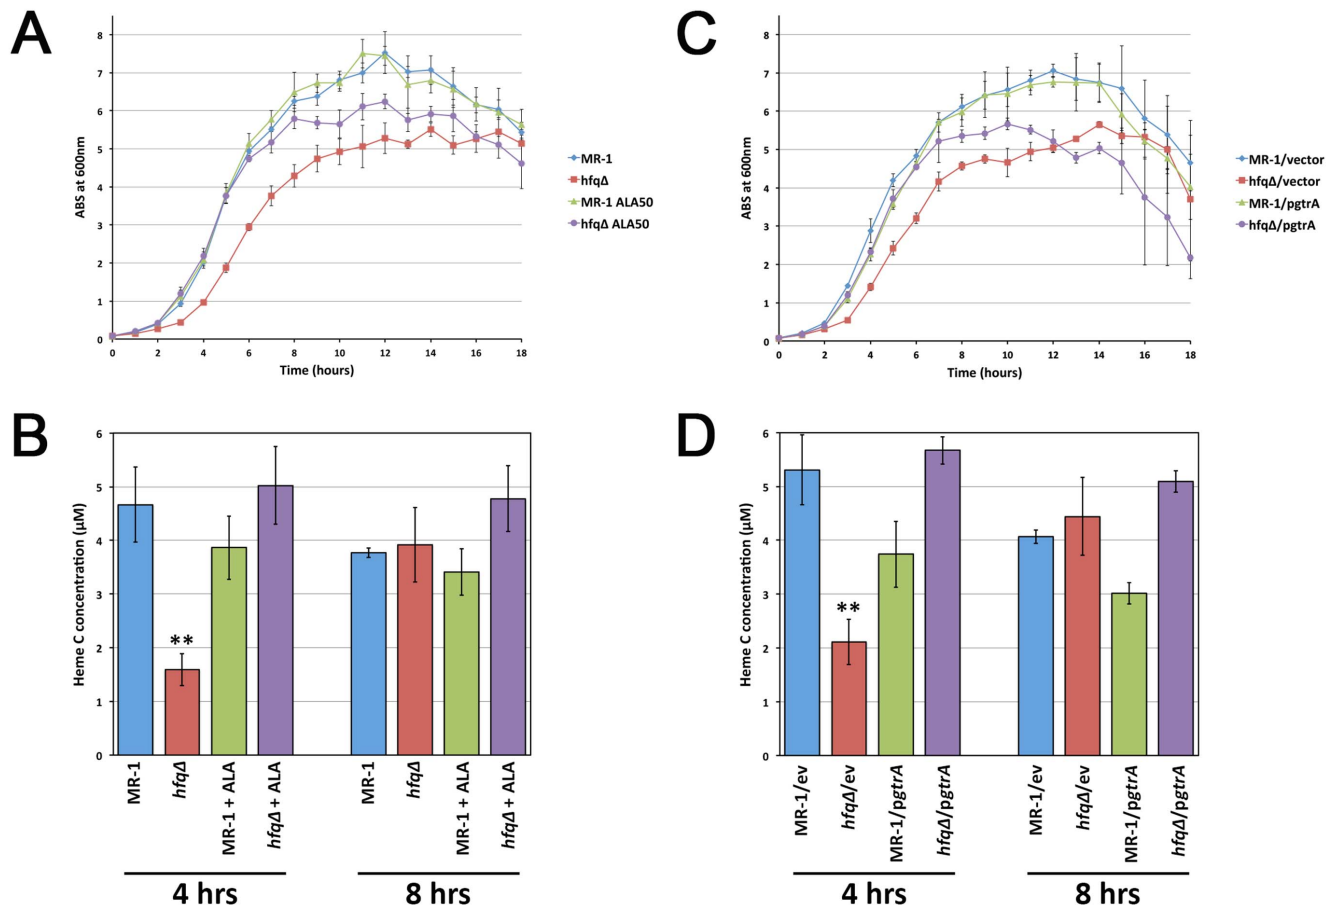 A
ABS at 600nm
8
7
6
5
4
3
2
1
0
0 2 4 6 8 10 12 14 16 18
Time (hours)
MR-1
hfqΔ
MR-1 ALA50
hfqΔ ALA50
C
ABS at 600nm
8
7
6
5
4
3
2
1
0
0 2 4 6 8 10 12 14 16 18
Time (hours)
MR-1/vector
hfqΔ/vector
MR-1/pgtrA
hfqΔ/pgtrA
B
Heme C concentration (µM)
6
5
4
3
2
1
0
**
MR-1
hfqΔ
MR-1 + ALA
hfqΔ + ALA
MR-1
hfqΔ
MR-1 + ALA
hfqΔ + ALA
4 hrs
8 hrs
D
Heme C concentration (µM)
6
5
4
3
2
1
0
**
MR-1/ev
hfqΔ/ev
MR-1/pgtrA
hfqΔ/pgtrA
MR-1/ev
hfqΔ/ev
MR-1/pgtrA
hfqΔ/pgtrA
4 hrs
8 hrs